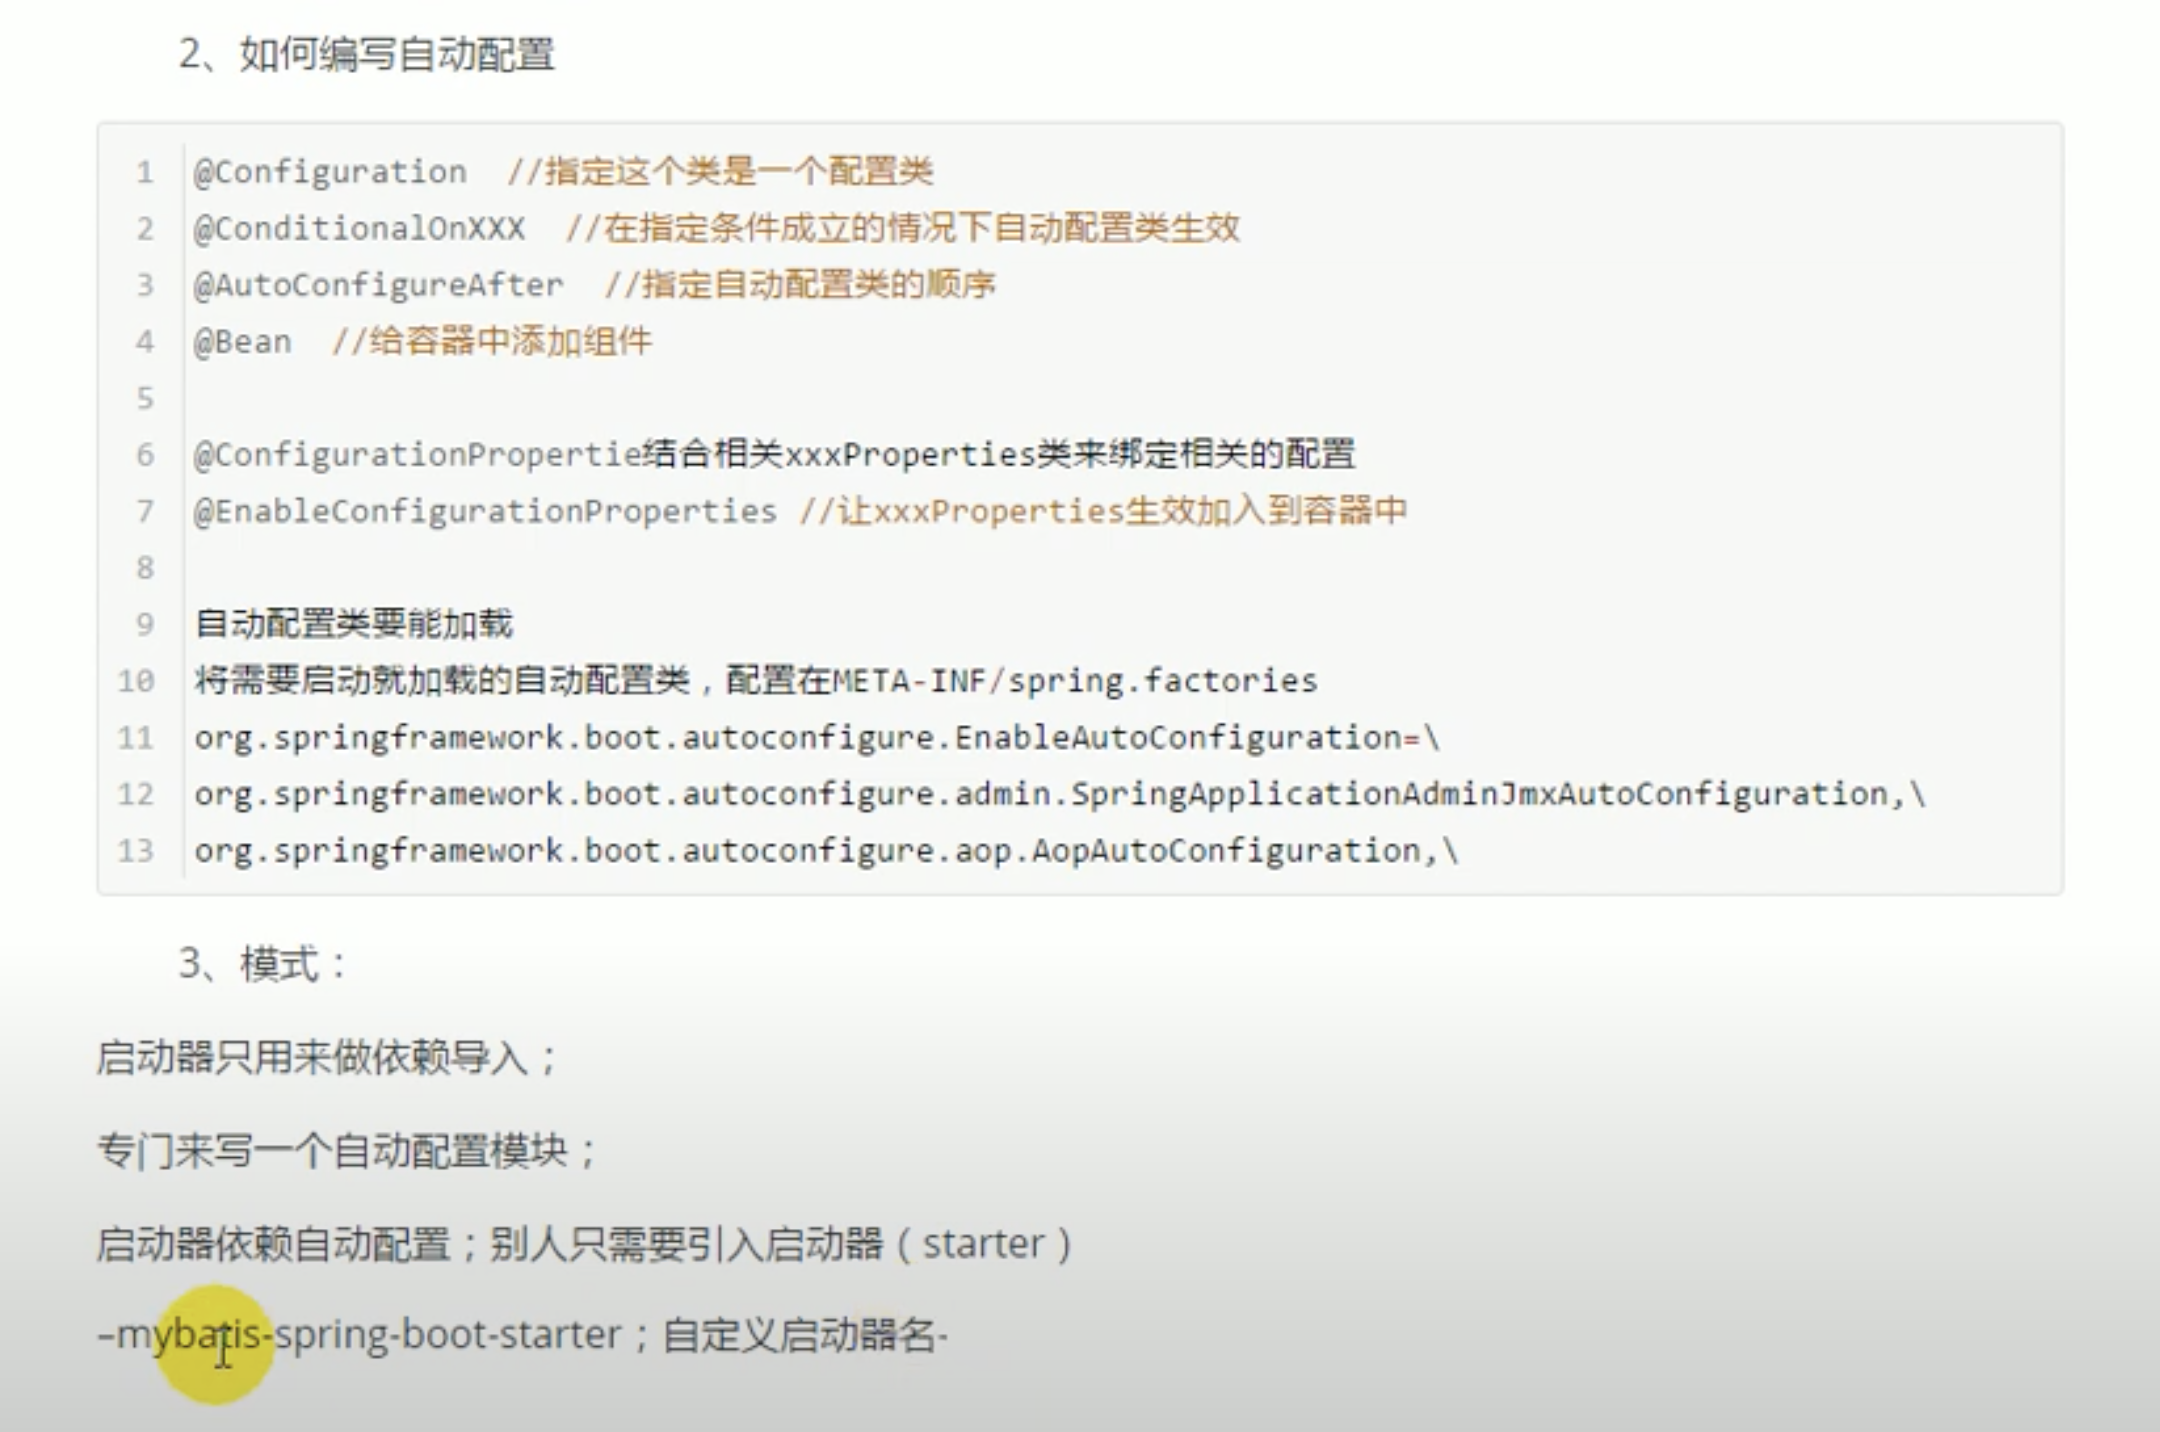 2、如何编写自动配置
1 @Configuration //指定这个类是一个配置类
2 @ConditionalOnXXX //在指定条件成立的情况下自动配置类生效
3 @AutoConfigureAfter //指定自动配置类的顺序
4 @Bean //给容器中添加组件
5
6 @ConfigurationPropertie结合相关xxxProperties类来绑定相关的配置
7 @EnableConfigurationProperties //让xxxProperties生效加入到容器中
8
9 自动配置类要能加载
10 将需要启动就加载的自动配置类，配置在META-INF/spring.factories
11 org.springframework.boot.autoconfigure.EnableAutoConfiguration=\
12 org.springframework.boot.autoconfigure.admin.SpringApplicationAdminJmxAutoConfiguration,\
13 org.springframework.boot.autoconfigure.aop.AopAutoConfiguration,\
3、模式：
启动器只用来做依赖导入；
专门来写一个自动配置模块；
启动器依赖自动配置；别人只需要引入启动器（starter）
–mybatis-spring-boot-starter；自定义启动器名-